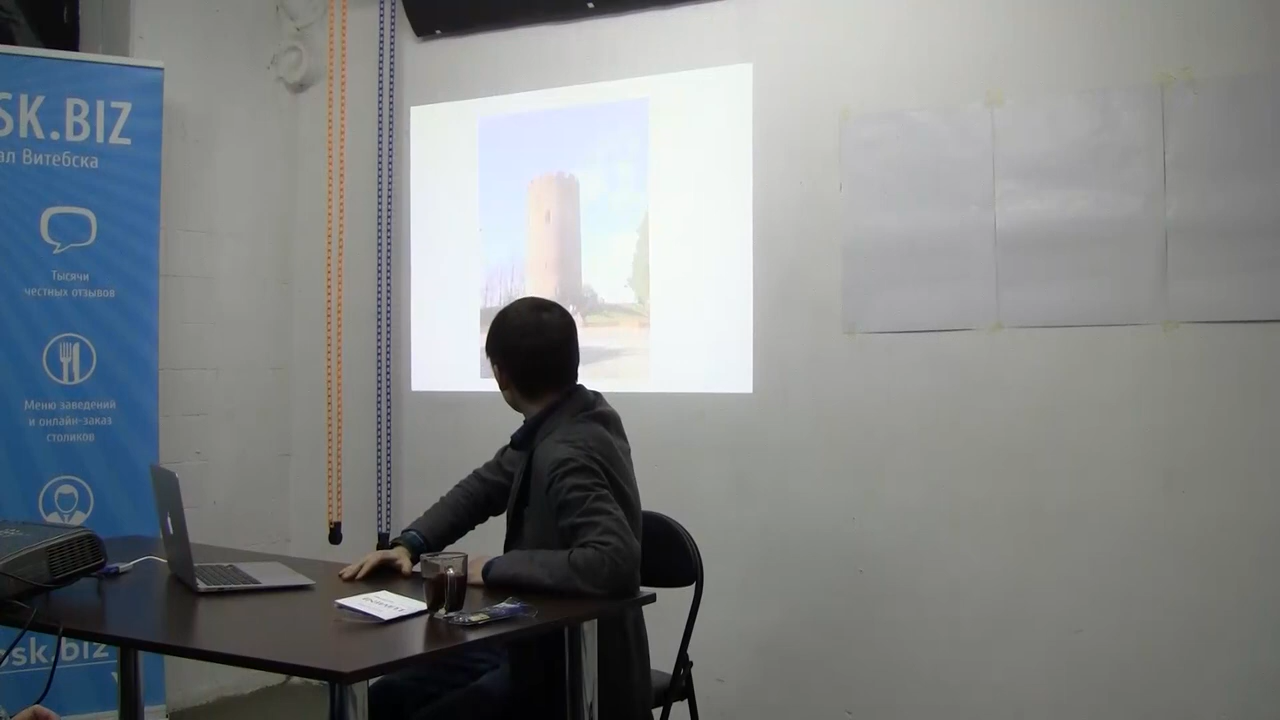 SK.BIZ
ал Витебска
Тысячи
честных отзывов
Меню заведений
и онлайн-заказ
столиков
sk.biz